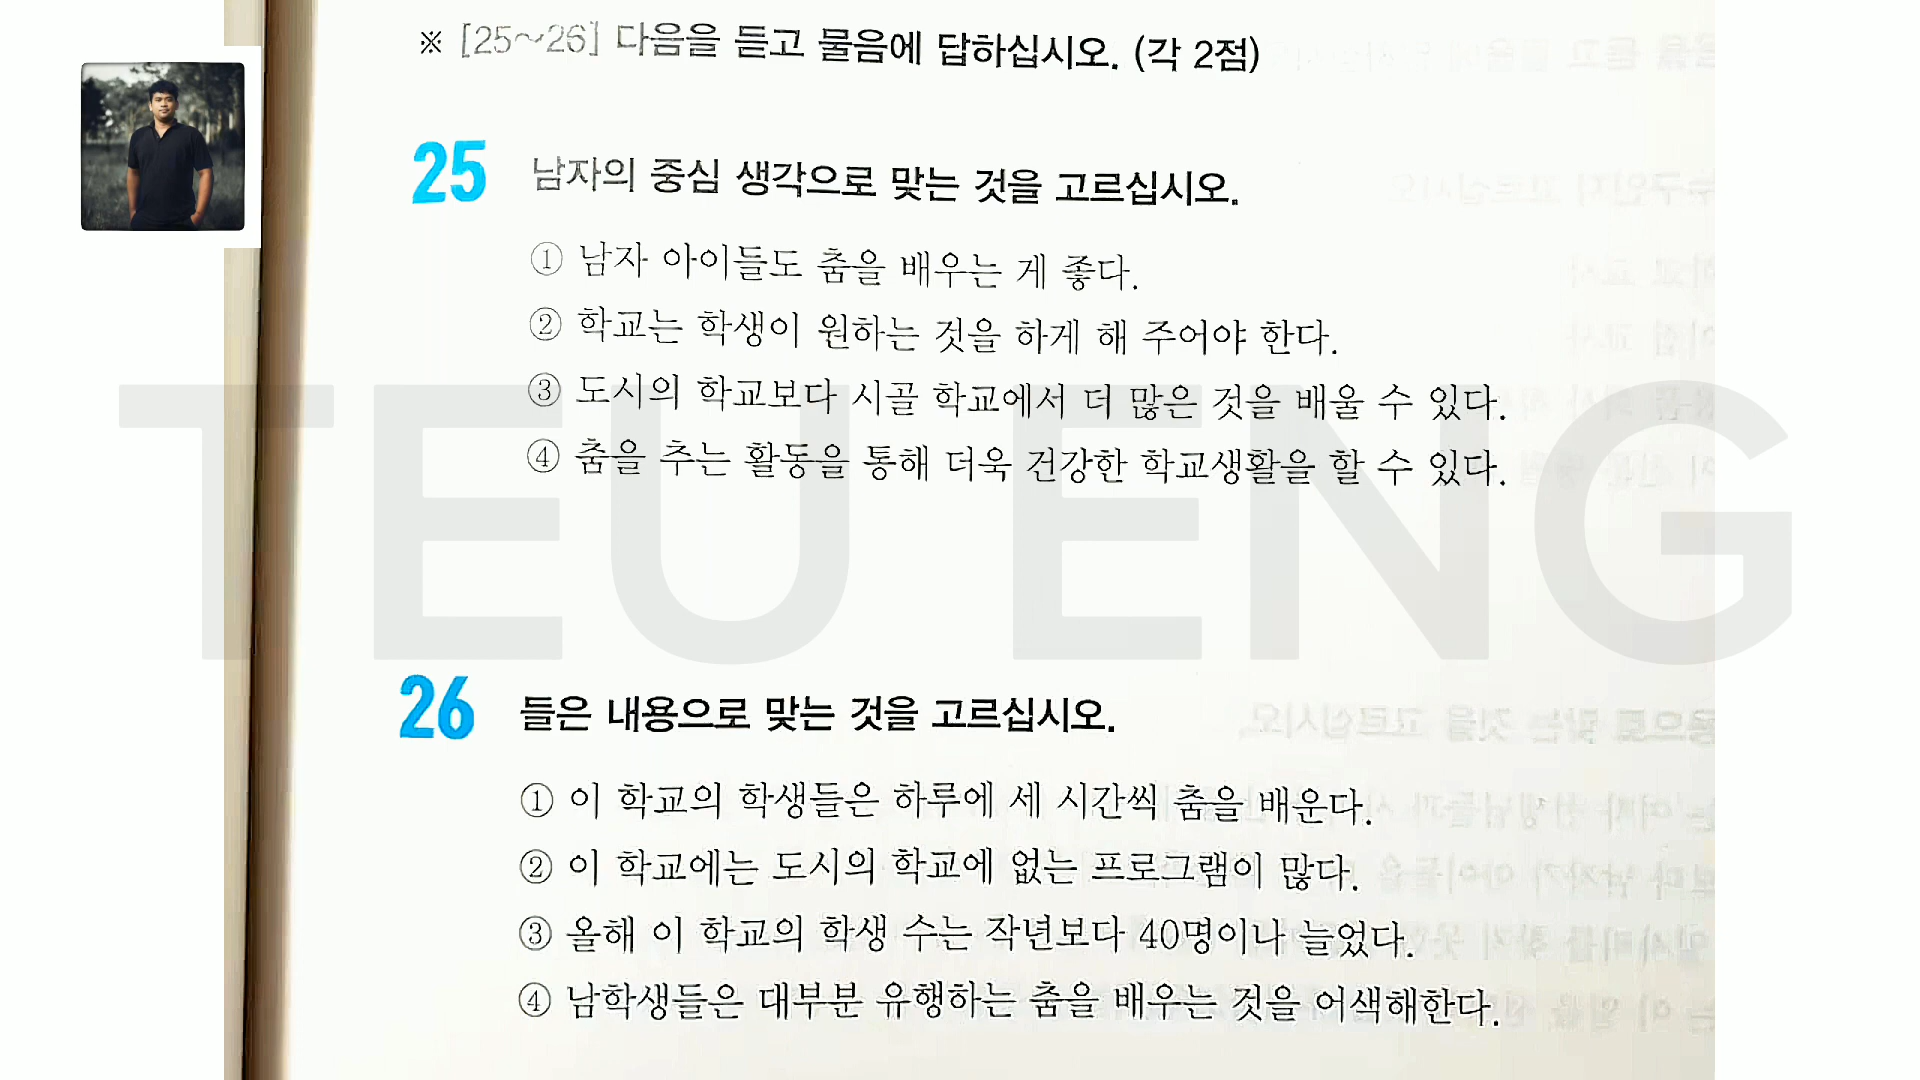 ※ [25~26] 다음을 듣고 물음에 답하십시오. (각 2점)
25 남자의 중심 생각으로 맞는 것을 고르십시오.
① 남자 아이들도 춤을 배우는 게 좋다.
② 학교는 학생이 원하는 것을 하게 해 주어야 한다.
③ 도시의 학교보다 시골 학교에서 더 많은 것을 배울 수 있다.
④ 춤을 추는 활동을 통해 더욱 건강한 학교생활을 할 수 있다.
TEU ENG
26 들은 내용으로 맞는 것을 고르십시오.
① 이 학교의 학생들은 하루에 세 시간씩 춤을 배운다.
② 이 학교에는 도시의 학교에 없는 프로그램이 많다.
③ 올해 이 학교의 학생 수는 작년보다 40명이나 늘었다.
④ 남학생들은 대부분 유행하는 춤을 배우는 것을 어색해한다.